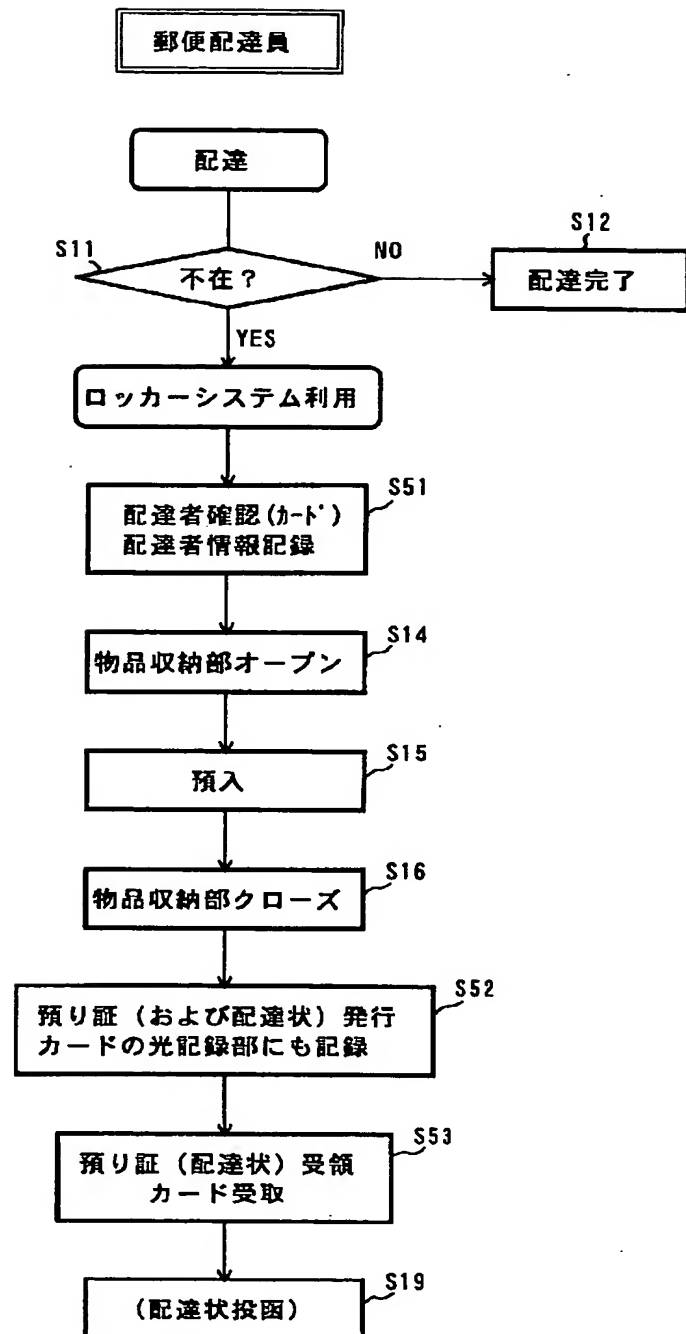 郵便配達員
配達
S11
不在?
NO
S12
配達完了
YES
ロッカーシステム利用
S51
配達者確認(カード)
配達者情報記録
S14
物品収納部オープン
S15
預入
S16
物品収納部クローズ
S52
預り証(および配達状)発行
カードの光記録部にも記録
S53
預り証(配達状)受領
カード受取
S19
(配達状投函)